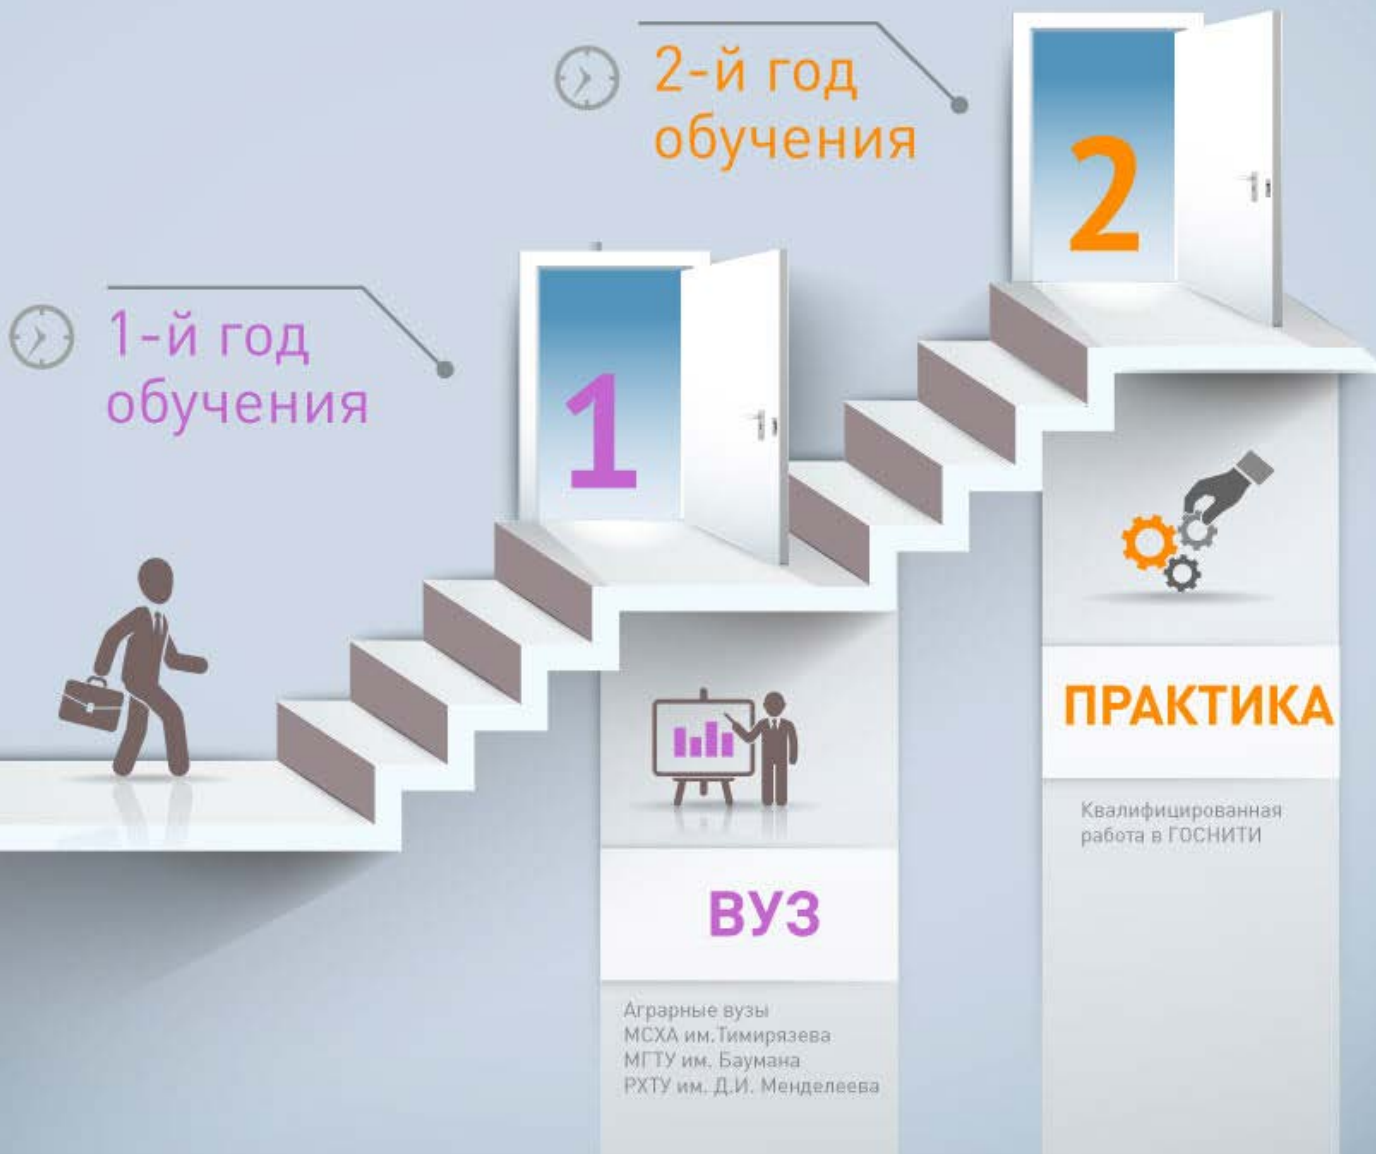 2-й год
обучения
2
1-й год
обучения
1
ПРАКТИКА
Квалифицированная
работа в ГОСНИТИ
ВУЗ
Аграрные вузы
МСХА им.Тимирязева
МГТУ им. Баумана
РХТУ им. Д.И. Менделеева